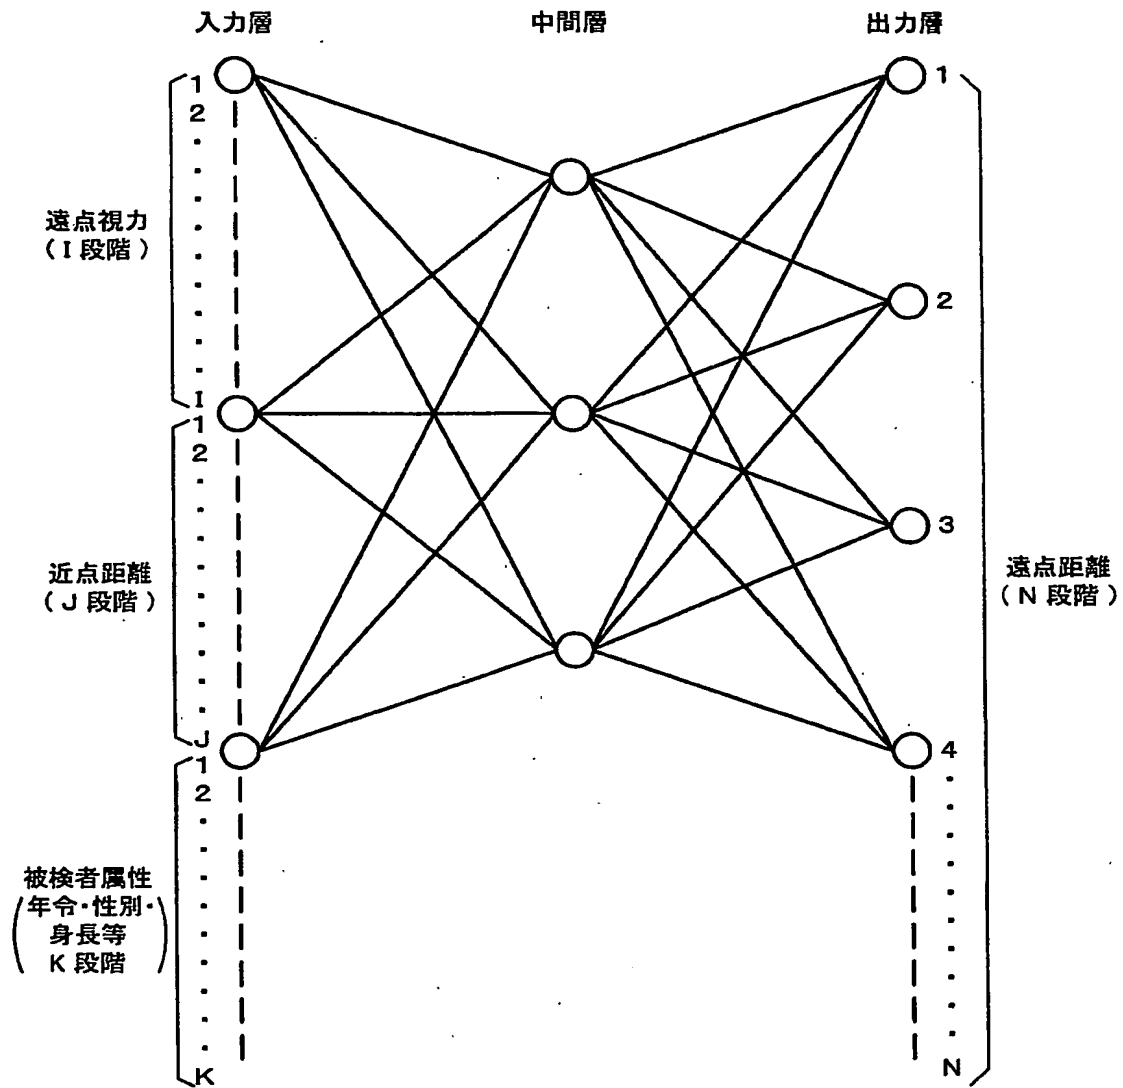 入力層
中間層
出力層
遠点視力
(I段階)
1
2
I
近点距離
(J段階)
1
2
J
被検者属性
(年令・性別・
身長等
K段階)
1
2
K
1
2
3
4
N
遠点距離
(N段階)